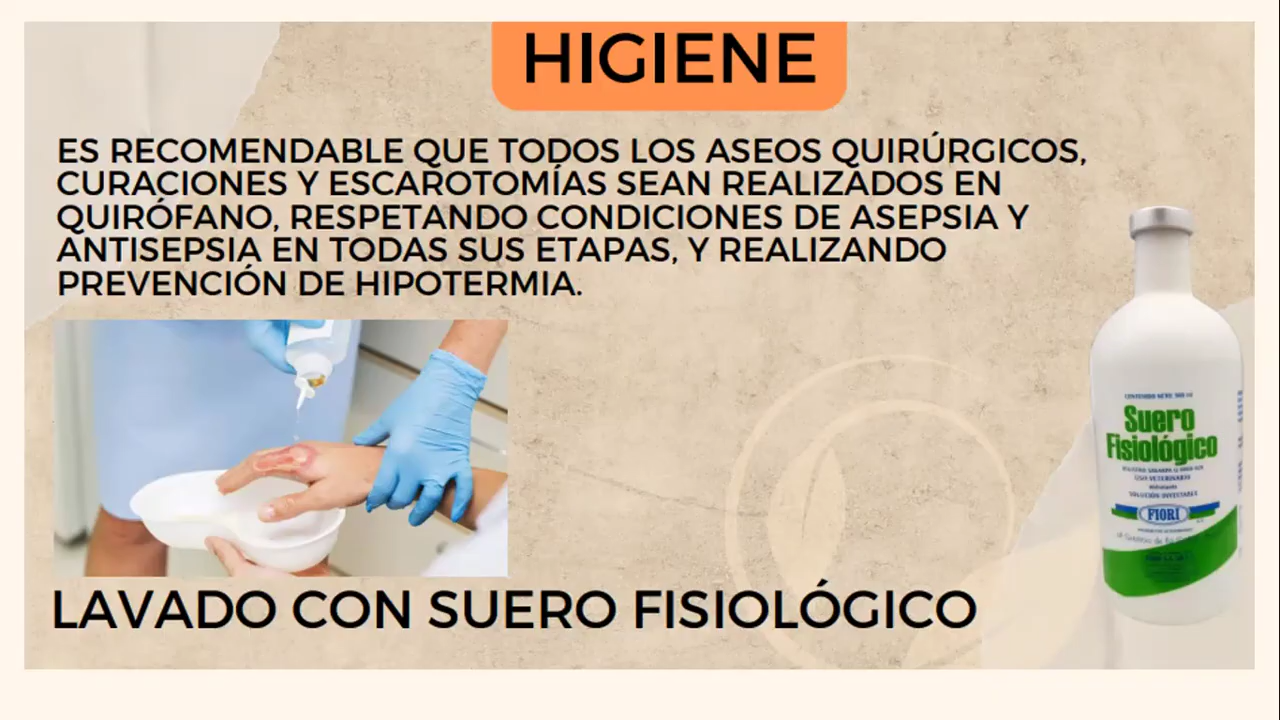 HIGIENE
ES RECOMENDABLE QUE TODOS LOS ASEOS QUIRÚRGICOS,
CURACIONES Y ESCAROTOMÍAS SEAN REALIZADOS EN
QUIRÓFANO, RESPETANDO CONDICIONES DE ASEPSIA Y
ANTISEPSIA EN TODAS SUS ETAPAS, Y REALIZANDO
PREVENCIÓN DE HIPOTERMIA.
CONTENIDO NETO
Suero
Fisiológico
USO VETERINARIO
SOLUCIÓN INYECTABLE
FIORI
LAVADO CON SUERO FISIOLÓGICO